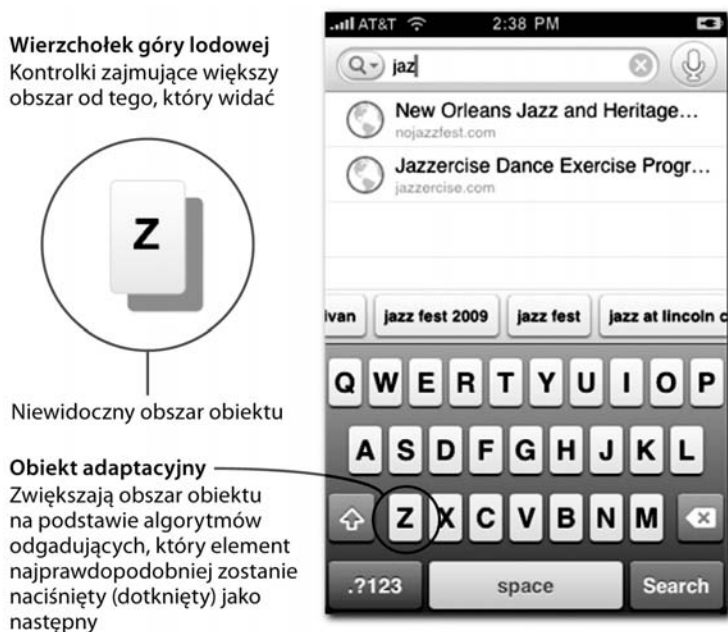 Wierzchołek góry lodowej
Kontrolki zajmujące większy
obszar od tego, który widać
Z
Niewidoczny obszar obiektu
Obiekt adaptacyjny
Zwiększają obszar obiektu
na podstawie algorytmów
odgadujących, który element
najprawdopodobniej zostanie
naciśnięty (dotknięty) jako
następny
AT&T 2:38 PM
jaz
New Orleans Jazz and Heritage...
nojazzfest.com
Jazzercise Dance Exercise Progr...
jazzercise.com
ivan jazz fest 2009 jazz fest jazz at lincoln c
Q W E R T Y U I O P
A S D F G H J K L
Z X C V B N M
.?123 space Search